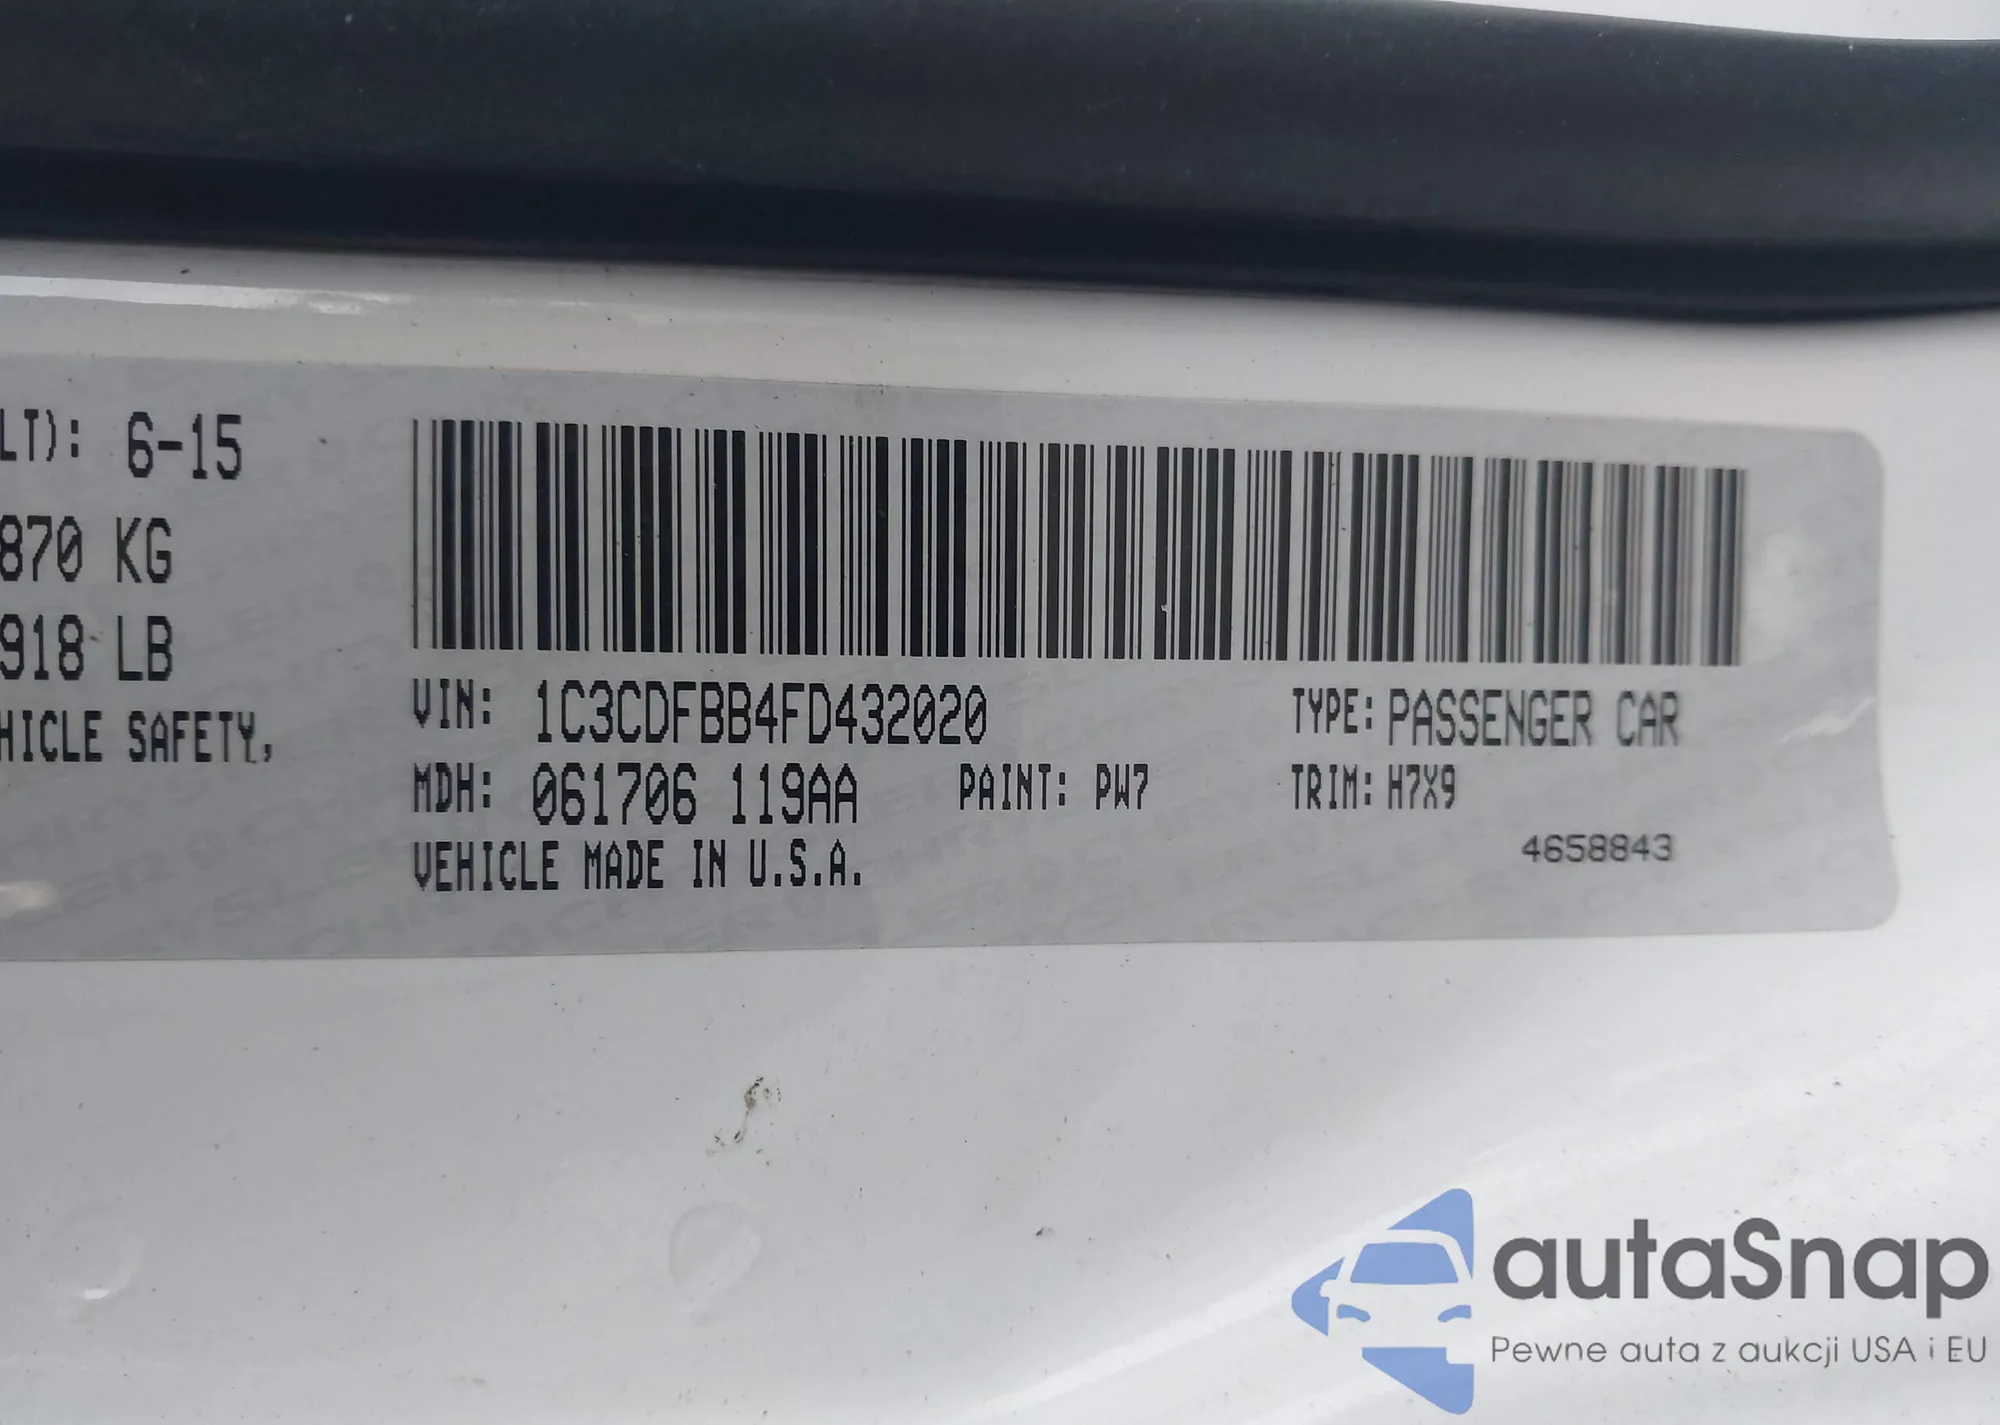 LT): 6-15
870 KG
918 LB
HICLE SAFETY,
VIN: 1C3CDFBB4FD432020
TYPE: PASSENGER CAR
MDH: 061706 119AA
PAINT: PW7
TRIM: H7X9
VEHICLE MADE IN U.S.A.
4658843
autaSnap
Pewne auta z aukcji USA i EU